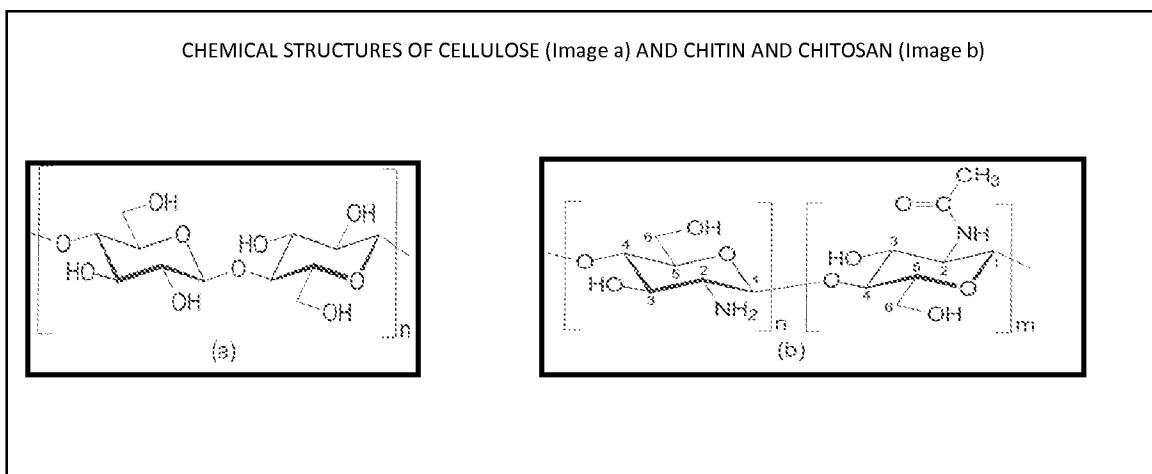 CHEMICAL STRUCTURES OF CELLULOSE (Image a) AND CHITIN AND CHITOSAN (Image b)
OH
OH
O
O
HO
HO
O
OH
O
OH
n
(a)
CH3
O
C
6
OH
NH
4
O
3
O
5
2
1
HO
5
2
1
HO
3
NH2
O
4
O
6
OH
n
m
(b)